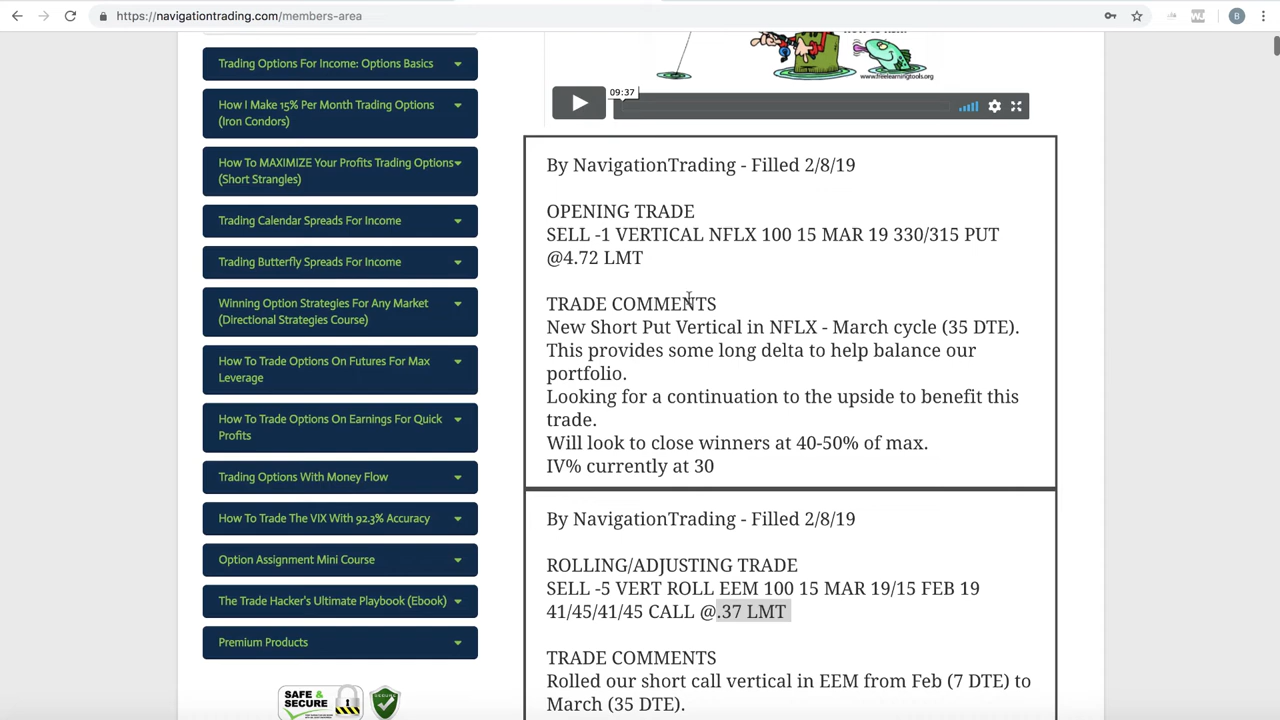 https://navigationtrading.com/members-area
B
Trading Options For Income: Options Basics
How I Make 15% Per Month Trading Options
(Iron Condors)
How To MAXIMIZE Your Profits Trading Options
(Short Strangles)
Trading Calendar Spreads For Income
Trading Butterfly Spreads For Income
Winning Option Strategies For Any Market
(Directional Strategies Course)
How To Trade Options On Futures For Max
Leverage
How To Trade Options On Earnings For Quick
Profits
Trading Options With Money Flow
How To Trade The VIX With 92.3% Accuracy
Option Assignment Mini Course
The Trade Hacker's Ultimate Playbook (Ebook)
Premium Products
SAFE &
SECURE
SECURE
www.freelearningtools.org
09:37
By NavigationTrading - Filled 2/8/19
OPENING TRADE
SELL -1 VERTICAL NFLX 100 15 MAR 19 330/315 PUT
@4.72 LMT
TRADE COMMENTS
New Short Put Vertical in NFLX - March cycle (35 DTE).
This provides some long delta to help balance our
portfolio.
Looking for a continuation to the upside to benefit this
trade.
Will look to close winners at 40-50% of max.
IV% currently at 30
By NavigationTrading - Filled 2/8/19
ROLLING/ADJUSTING TRADE
SELL -5 VERT ROLL EEM 100 15 MAR 19/15 FEB 19
41/45/41/45 CALL @.37 LMT
TRADE COMMENTS
Rolled our short call vertical in EEM from Feb (7 DTE) to
March (35 DTE).